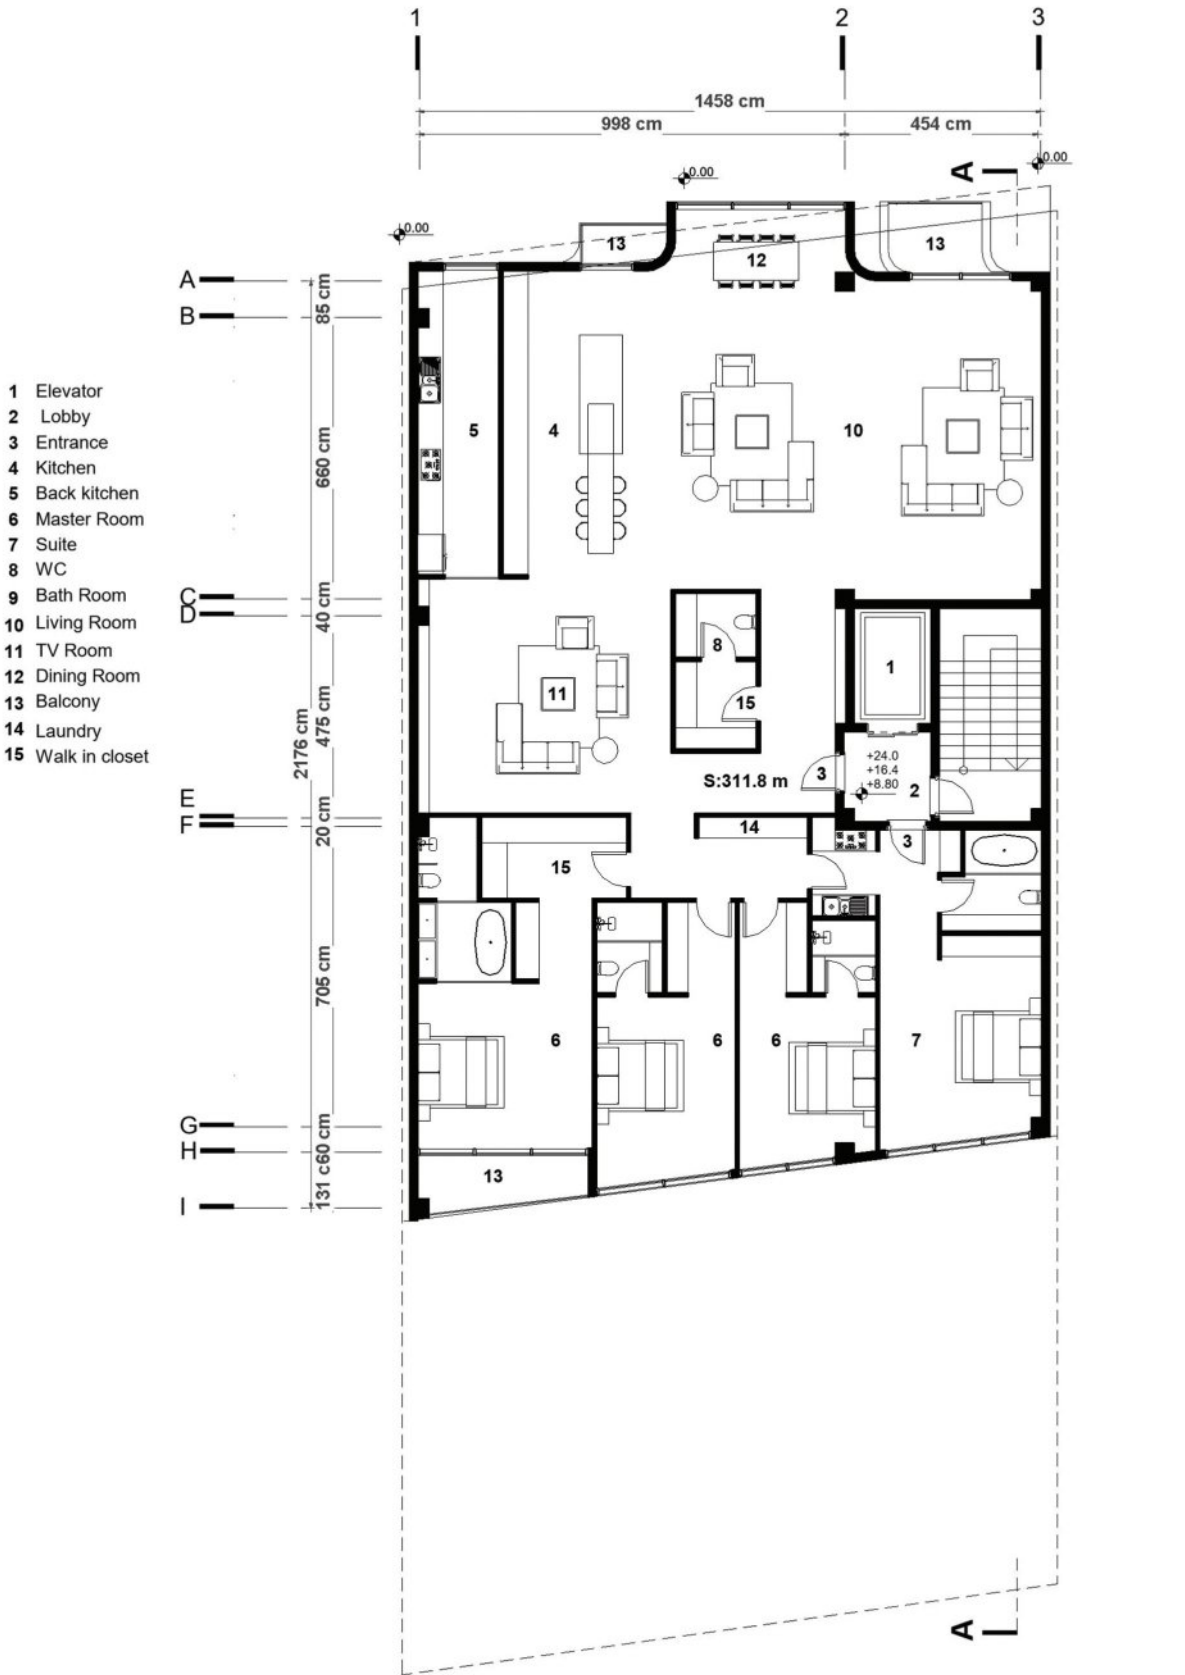 1 2 3
1458 cm
998 cm 454 cm
A
0.00
0.00
0.00
13 12 13
A
85 cm
B
1 Elevator
2 Lobby
3 Entrance
4 Kitchen
5 Back kitchen
6 Master Room
7 Suite
8 WC
9 Bath Room
10 Living Room
11 TV Room
12 Dining Room
13 Balcony
14 Laundry
15 Walk in closet
660 cm
5 4 10
C
D
40 cm
8
1
11 15
475 cm
2176 cm
+24.0
+16.4
+8.80
S:311.8 m 3 2
E
F
20 cm
14
3
15
705 cm
6 6 6 7
G
H
60 cm
131 c
13
I
A